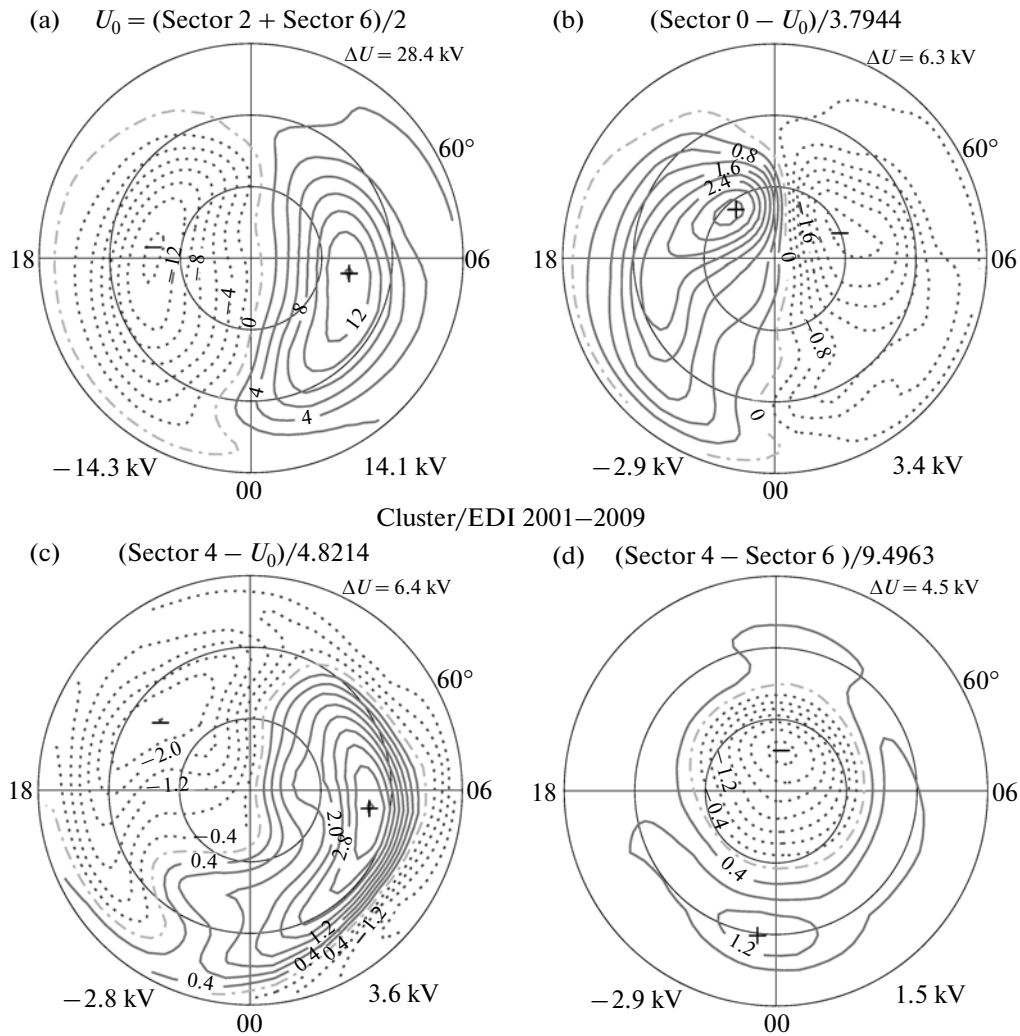 (a) U₀ = (Sector 2 + Sector 6)/2
ΔU = 28.4 kV
60°
18
06
−12
−8
−4
0
8
12
4
4
−14.3 kV
14.1 kV
00
(b) (Sector 0 − U₀)/3.7944
ΔU = 6.3 kV
60°
0.8
1.6
2.4
−1.6
18
06
0
−0.8
0
−2.9 kV
3.4 kV
00
Cluster/EDI 2001–2009
(c) (Sector 4 − U₀)/4.8214
ΔU = 6.4 kV
60°
−2.0
−1.2
18
06
−0.4
0.4
2.0
2.8
1.2
0.4
−1.2
0.4
0.4
−2.8 kV
3.6 kV
00
(d) (Sector 4 − Sector 6 )/9.4963
ΔU = 4.5 kV
60°
−1.2
18
06
−0.4
0.4
1.2
−2.9 kV
1.5 kV
00